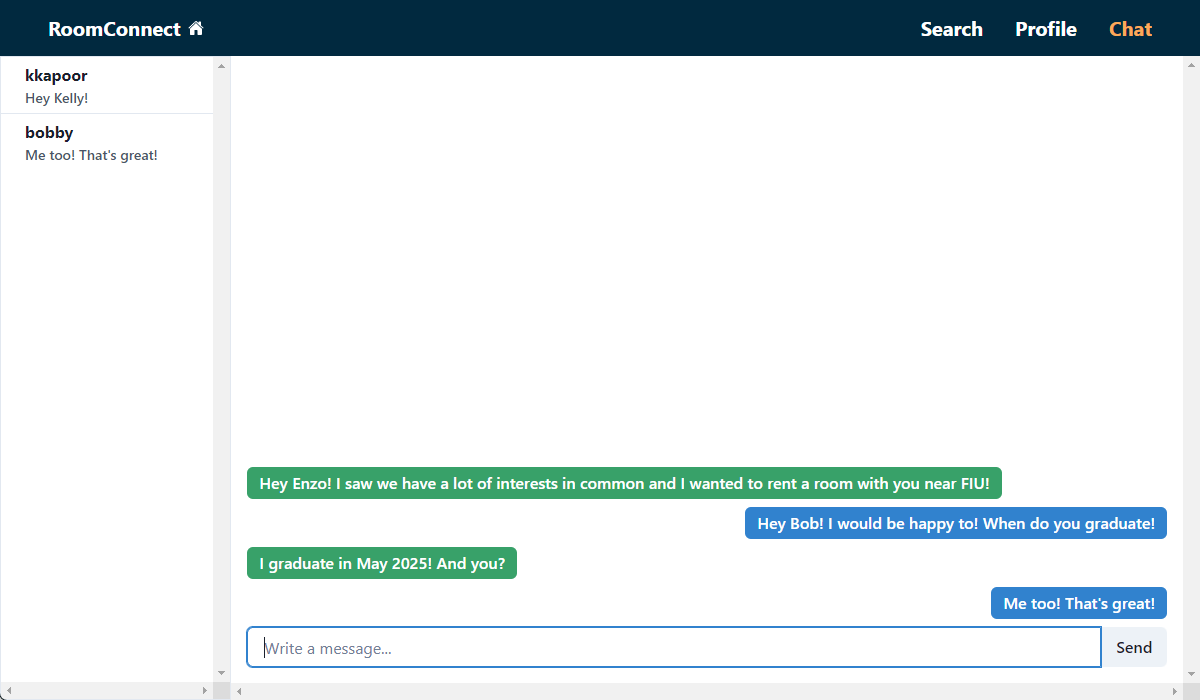 RoomConnect
Search Profile Chat
kkapoor
Hey Kelly!
bobby
Me too! That's great!
Hey Enzo! I saw we have a lot of interests in common and I wanted to rent a room with you near FIU!
Hey Bob! I would be happy to! When do you graduate!
I graduate in May 2025! And you?
Me too! That's great!
Write a message...
Send